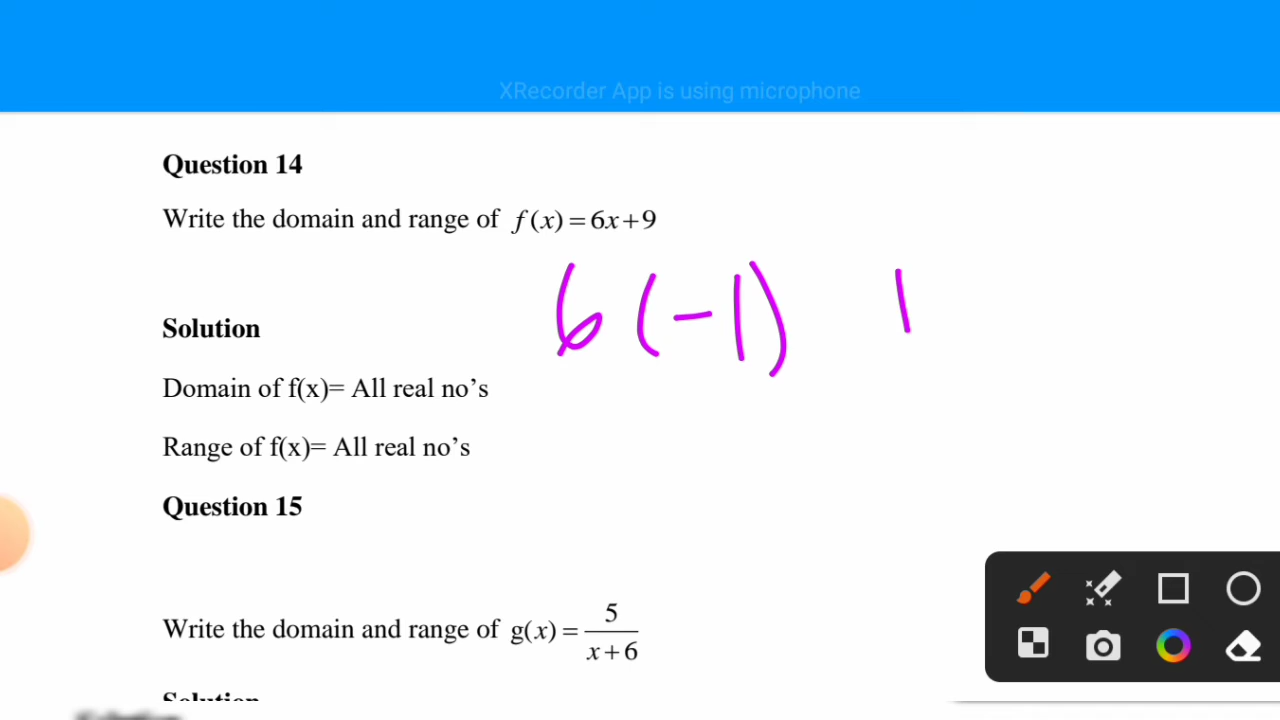 XRecorder App is using microphone
Question 14
Write the domain and range of f(x)=6x+9
6(-1) 1
Solution
Domain of f(x)= All real no's
Range of f(x)= All real no's
Question 15
Write the domain and range of g(x)=5/(x+6)
Solution